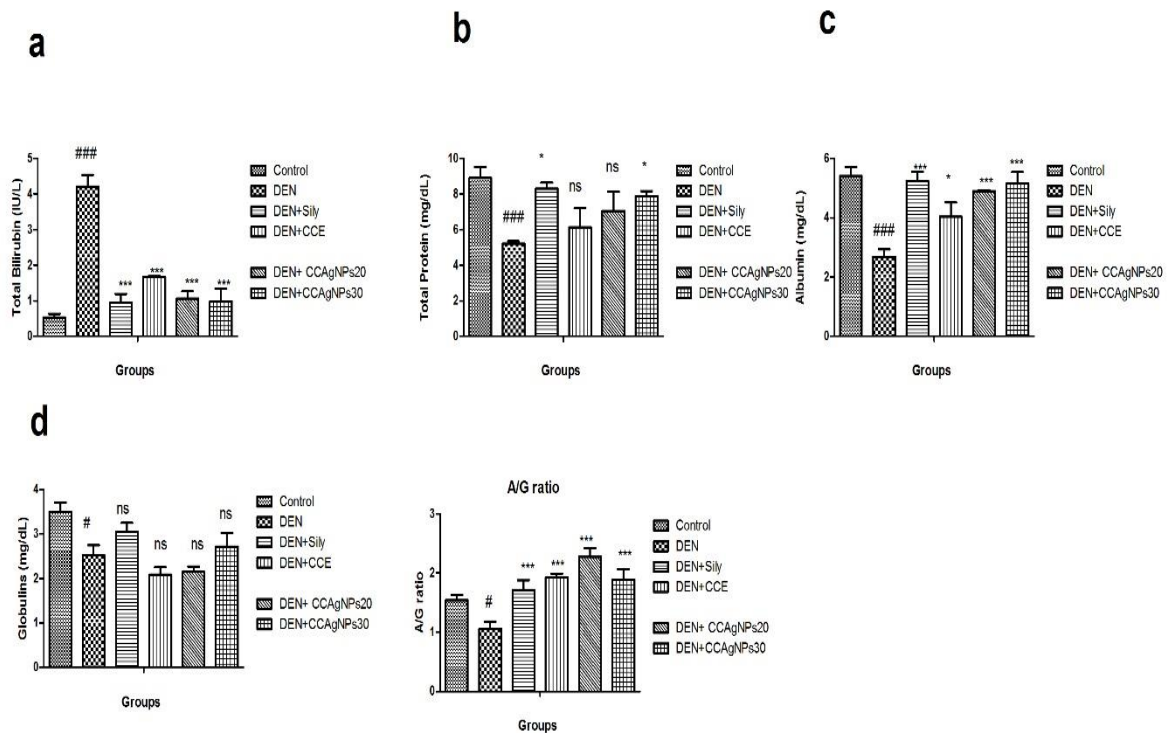 a
Total Bilirubin (IU/L)
5
4
3
2
1
0
###
***
***
***
***
Groups
Control
DEN
DEN+Sily
DEN+CCE
DEN+ CCAgNPs20
DEN+CCAgNPs30
b
Total Protein (mg/dL)
10
8
6
4
2
0
###
*
ns
ns
*
Groups
Control
DEN
DEN+Sily
DEN+CCE
DEN+ CCAgNPs20
DEN+CCAgNPs30
c
Albumin (mg/dL)
6
4
2
0
###
***
*
***
***
Groups
Control
DEN
DEN+Sily
DEN+CCE
DEN+ CCAgNPs20
DEN+CCAgNPs30
d
Globulins (mg/dL)
4
3
2
1
0
#
ns
ns
ns
ns
Groups
Control
DEN
DEN+Sily
DEN+CCE
DEN+ CCAgNPs20
DEN+CCAgNPs30
A/G ratio
A/G ratio
3
2
1
0
#
***
***
***
***
Groups
Control
DEN
DEN+Sily
DEN+CCE
DEN+ CCAgNPs20
DEN+CCAgNPs30